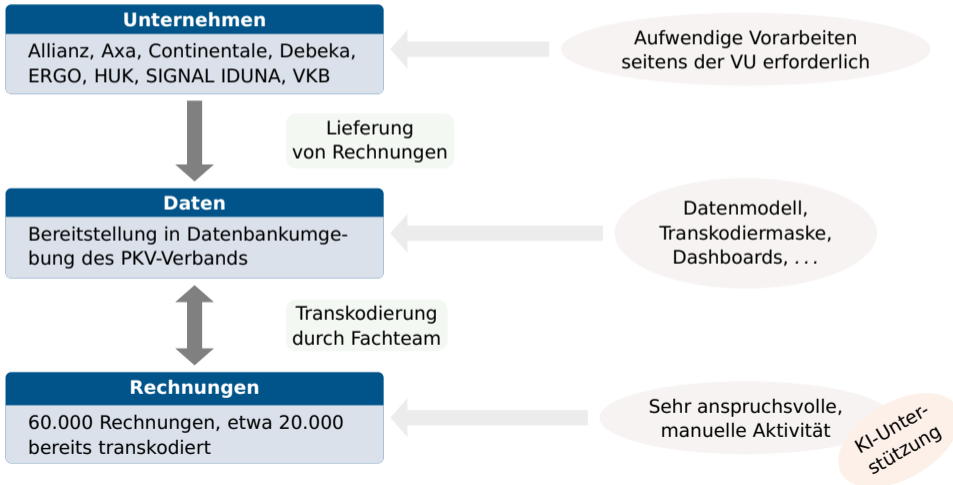 Unternehmen
Allianz, Axa, Continentale, Debeka,
ERGO, HUK, SIGNAL IDUNA, VKB
Aufwendige Vorarbeiten
seitens der VU erforderlich
Lieferung
von Rechnungen
Daten
Bereitstellung in Datenbankumge-
bung des PKV-Verbands
Datenmodell,
Transkodiermaske,
Dashboards, ...
Transkodierung
durch Fachteam
Rechnungen
60.000 Rechnungen, etwa 20.000
bereits transkodiert
Sehr anspruchsvolle,
manuelle Aktivität
KI-Unter-
stützung